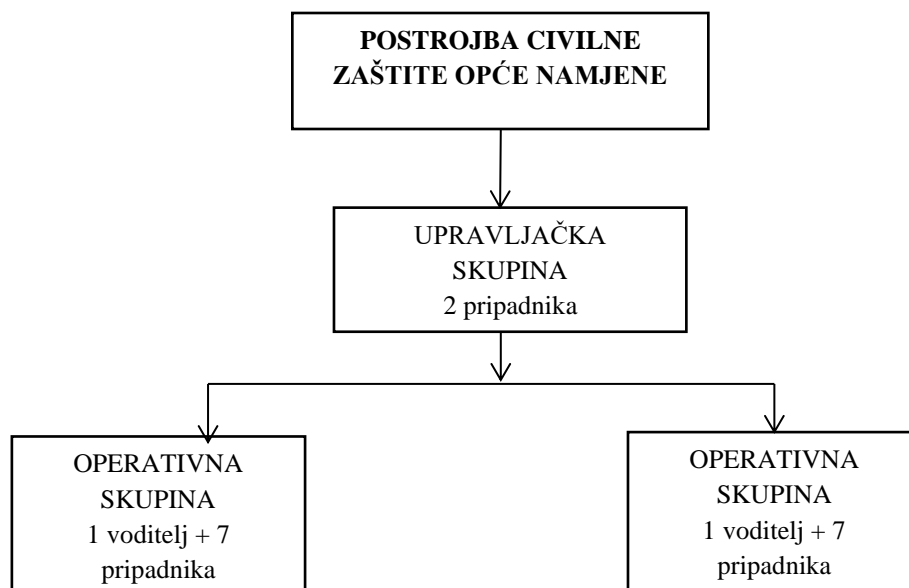 POSTROJBA CIVILNE
ZAŠTITE OPĆE NAMJENE
UPRAVLJAČKA
SKUPINA
2 pripadnika
OPERATIVNA
SKUPINA
1 voditelj + 7
pripadnika
OPERATIVNA
SKUPINA
1 voditelj + 7
pripadnika